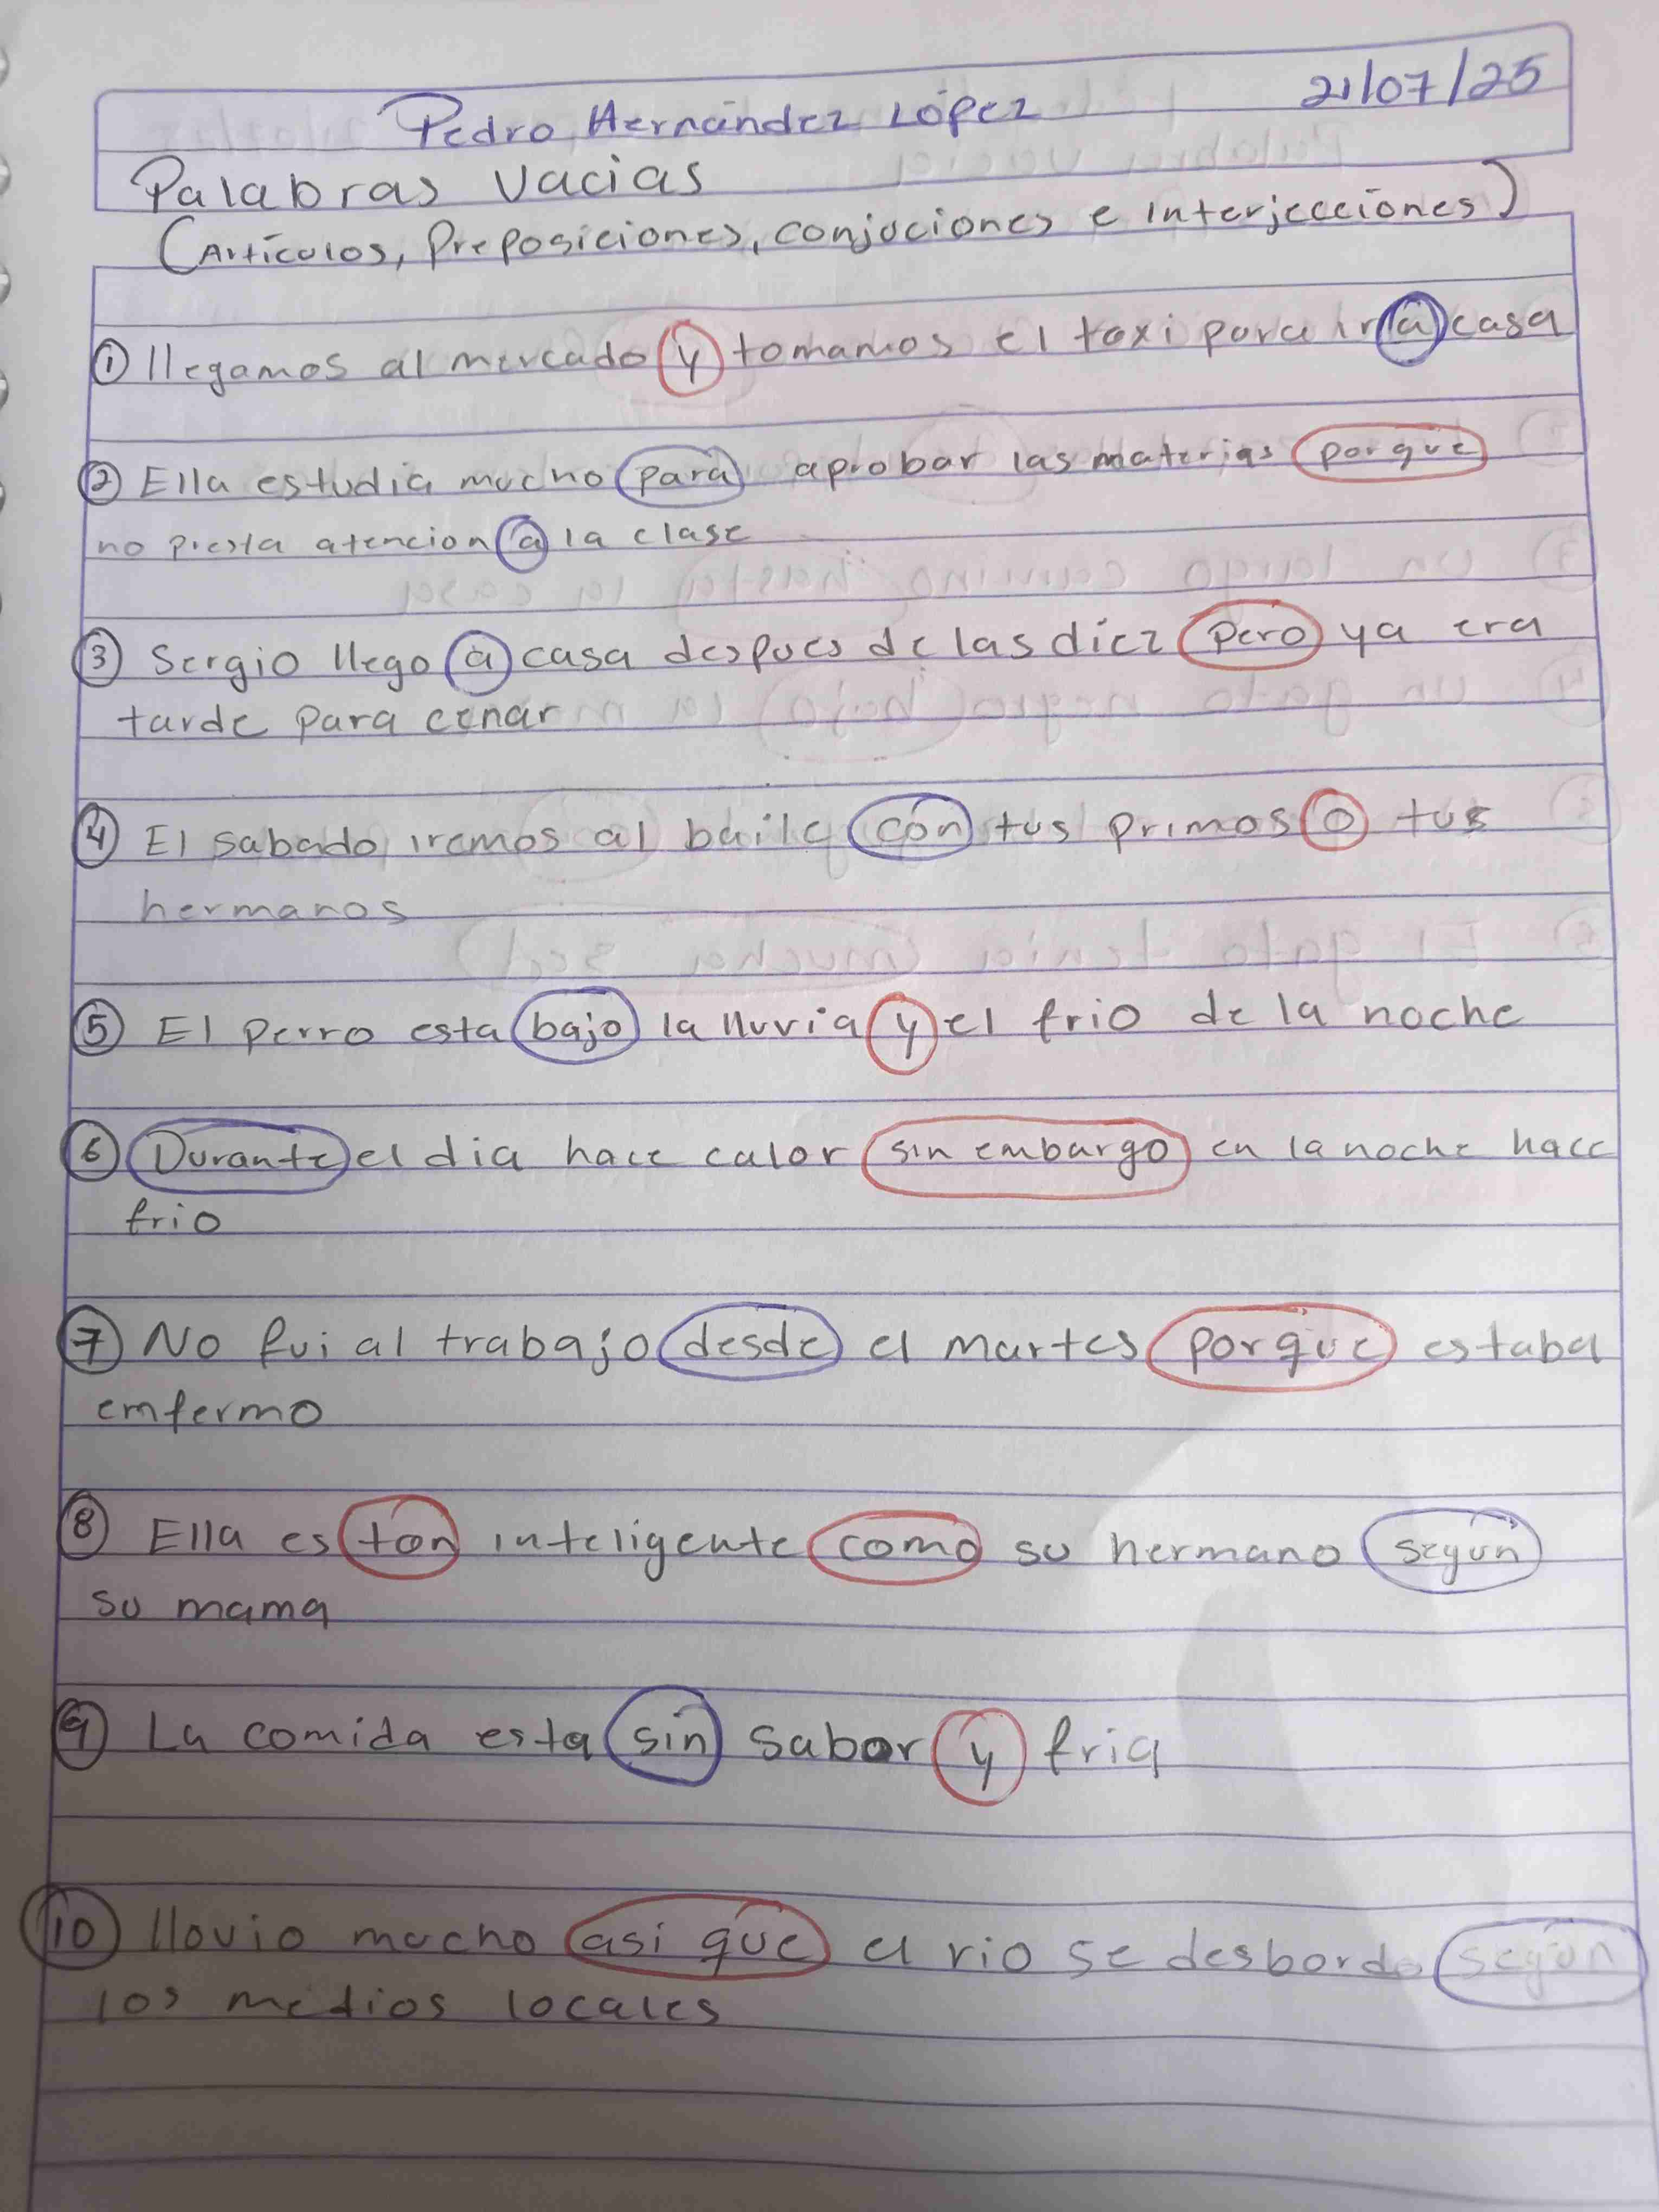 Pedro Hernández López 21/07/25
Palabras vacias
(Artículos, Preposiciones, conjuciones e interjecciones)
① llegamos al mercado y tomamos el taxi para ir a casa
② Ella estudia mucho para aprobar las materias porque
no presta atencion a la clase
③ Sergio llego a casa despues de las diez pero ya era
tarde para cenar
④ El sabado iremos al baile con tus primos o tus
hermanos
⑤ El perro esta bajo la lluvia y el frio de la noche
⑥ Durante el dia hace calor sin embargo en la noche hace
frio
⑦ No fui al trabajo desde el martes porque estaba
emfermo
⑧ Ella es tan inteligente como su hermano según
su mama
⑨ La comida esta sin sabor y fria
⑩ llovio mucho asi que el rio se desbordo según
los medios locales